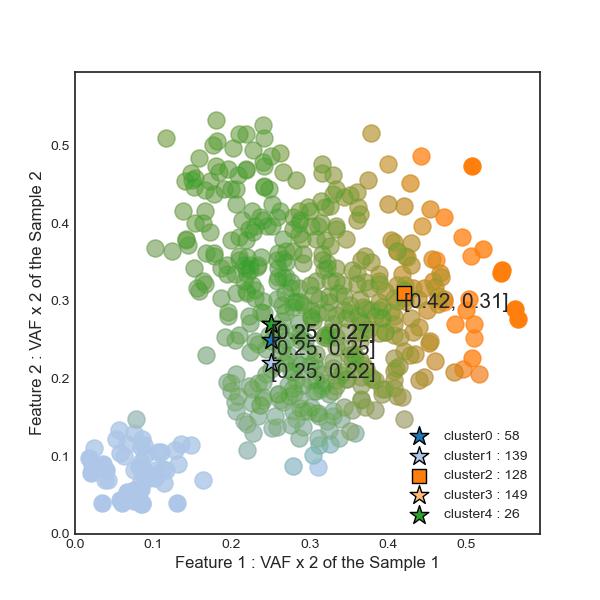 0.5
0.4
0.3
0.2
0.1
0.0
Feature 2 : VAF x 2 of the Sample 2
[0.42, 0.31]
[0.25, 0.27]
[0.25, 0.25]
[0.25, 0.22]
cluster0 : 58
cluster1 : 139
cluster2 : 128
cluster3 : 149
cluster4 : 26
0.0 0.1 0.2 0.3 0.4 0.5
Feature 1 : VAF x 2 of the Sample 1